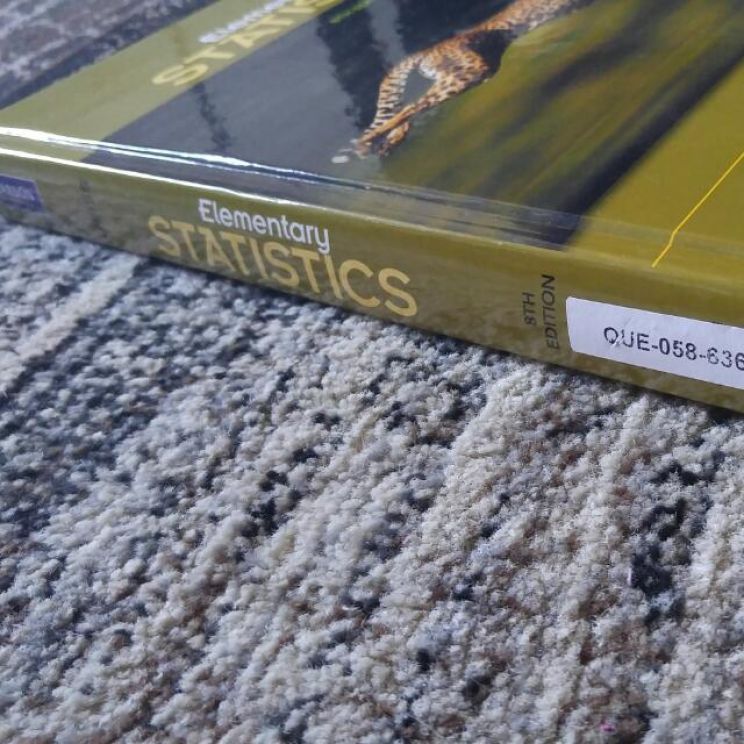 STATISTICS
Elementary
STATISTICS
8TH
EDITION
QUE-058-636